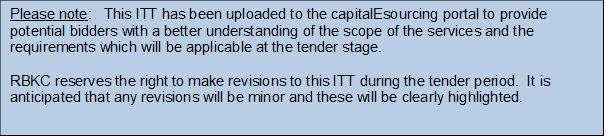 Please note:   This ITT has been uploaded to the capitalEsourcing portal to provide
potential bidders with a better understanding of the scope of the services and the
requirements which will be applicable at the tender stage.
RBKC reserves the right to make revisions to this ITT during the tender period.  It is
anticipated that any revisions will be minor and these will be clearly highlighted.